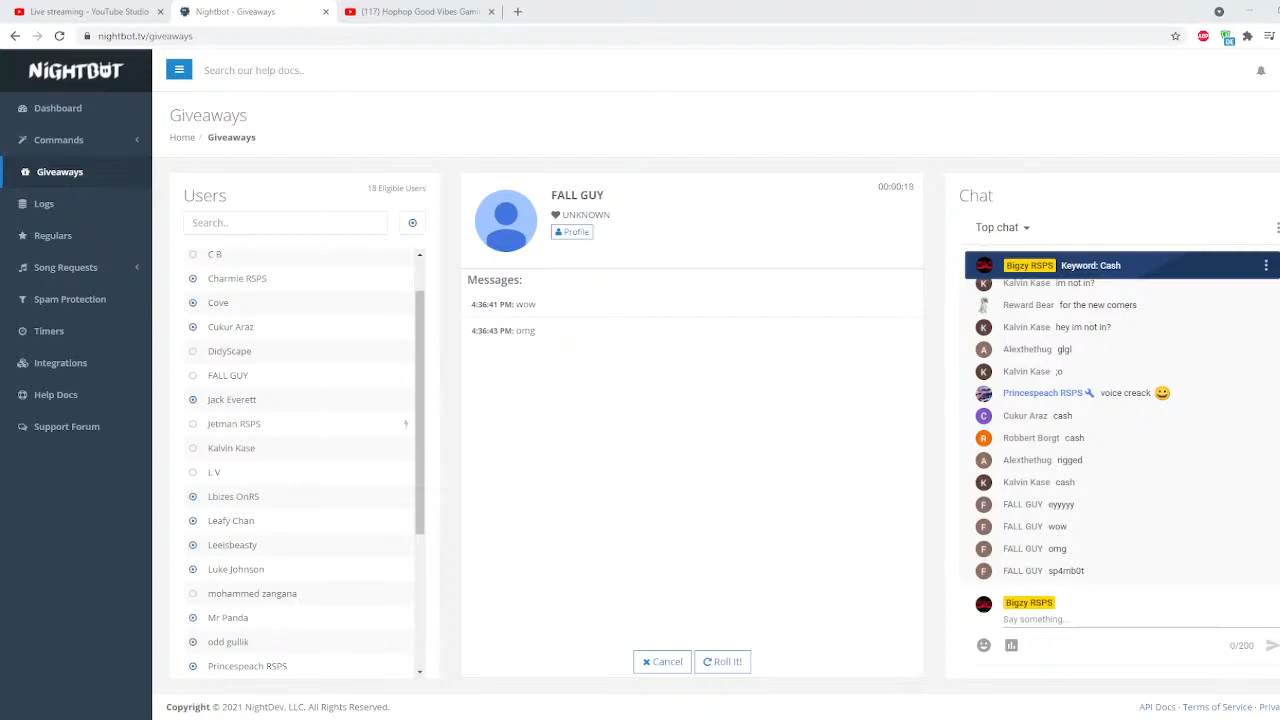 Live streaming - YouTube Studio
Nightbot - Giveaways
(117) Hophop Good Vibes Gami
nightbot.tv/giveaways
NIGHTBOT
Search our help docs..
Dashboard
Commands
Giveaways
Logs
Regulars
Song Requests
Spam Protection
Timers
Integrations
Help Docs
Support Forum
Giveaways
Home / Giveaways
Users
18 Eligible Users
Search..
C B
Charmie RSPS
Cove
Cukur Araz
DidyScape
FALL GUY
Jack Everett
Jetman RSPS
Kalvin Kase
L V
Lbizes OnRS
Leafy Chan
Leeisbeasty
Luke Johnson
mohammed zangana
Mr Panda
odd gullik
Princespeach RSPS
FALL GUY
00:00:18
UNKNOWN
Profile
Messages:
4:36:41 PM: wow
4:36:43 PM: omg
Cancel
Roll It!
Chat
Top chat
Bigzy RSPS Keyword: Cash
Kalvin Kase im not in?
Reward Bear for the new comers
Kalvin Kase hey im not in?
Alexthethug glgl
Kalvin Kase ;o
Princespeach RSPS voice creack
Cukur Araz cash
Robbert Borgt cash
Alexthethug rigged
Kalvin Kase cash
FALL GUY eyyyyy
FALL GUY wow
FALL GUY omg
FALL GUY sp4mb0t
Bigzy RSPS
Say something...
0/200
Copyright © 2021 NightDev, LLC. All Rights Reserved.
API Docs · Terms of Service · Priva